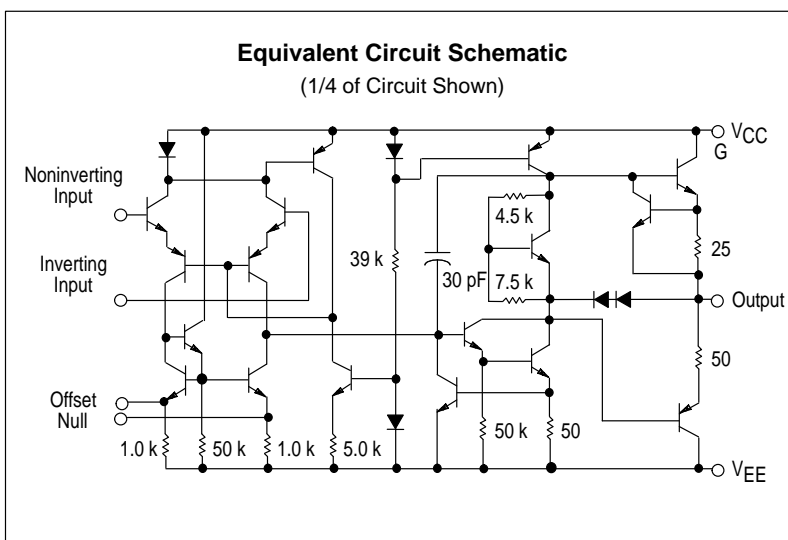 Equivalent Circuit Schematic
(1/4 of Circuit Shown)
VCC
G
Noninverting
Input
4.5 k
25
39 k
Inverting
Input
30 pF
7.5 k
Output
50
Offset
Null
1.0 k
50 k
1.0 k
5.0 k
50 k
50
VEE